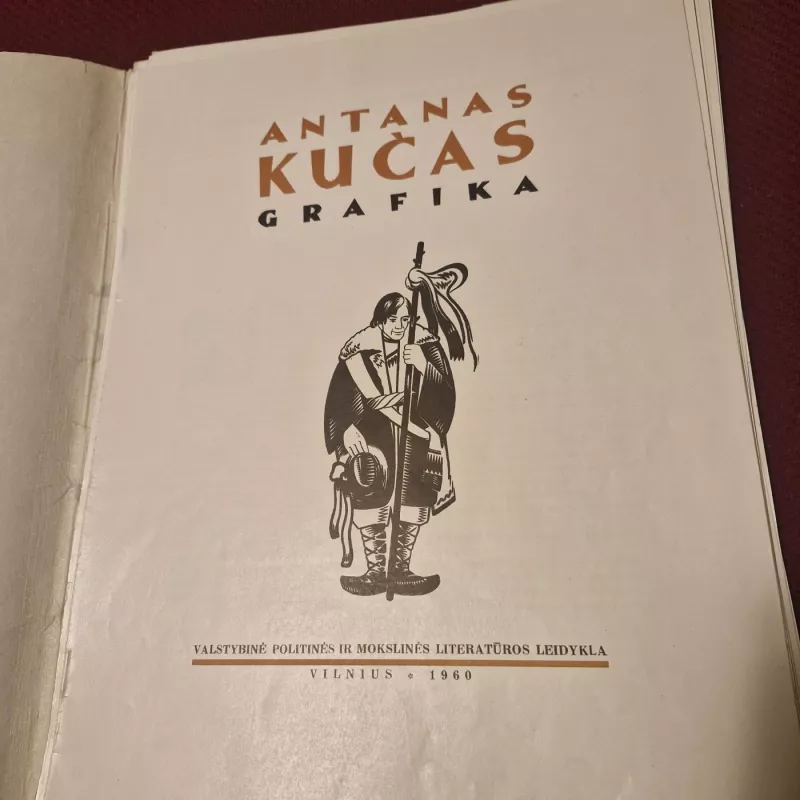 ANTANAS
KUČAS
GRAFIKA
VALSTYBINĖ POLITINĖS IR MOKSLINĖS LITERATŪROS LEIDYKLA
VILNIUS * 1960